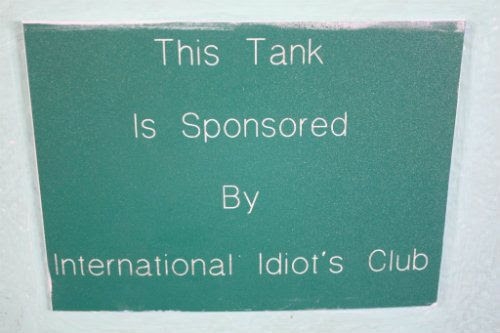 This Tank
Is Sponsored
By
International Idiot's Club